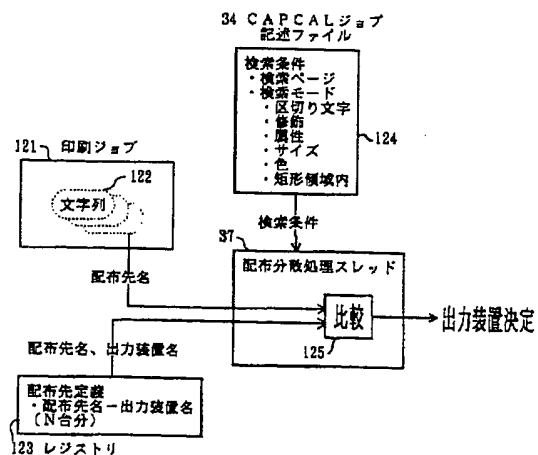 34 CAPCALジョブ
記述ファイル
検索条件
・検索ページ
・検索モード
・区切り文字
・修飾
・属性
・サイズ
・色
・矩形領域内
124
121 印刷ジョブ
122
文字列
検索条件
37
配布分散処理スレッド
配布先名
比較
125
出力装置決定
配布先名、出力装置名
配布先定義
・配布先名－出力装置名
（N台分）
123 レジストリ